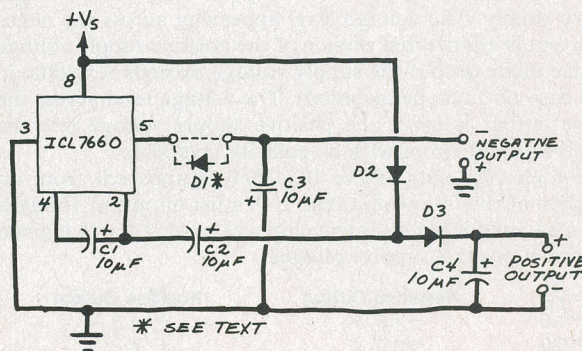 +Vs
8
3
ICL7660
5
4
2
D1*
C3
10µF
+
D2
−
NEGATNE
OUTPUT
+
+
C1
10µF
+
C2
10µF
D3
C4
10µF
+
+
POSITIVE
OUTPUT
−
* SEE TEXT